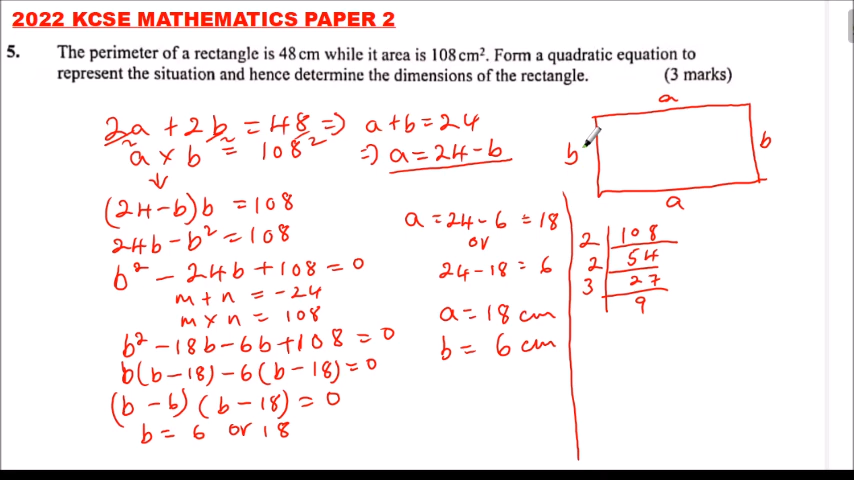 2022 KCSE MATHEMATICS PAPER 2
5. The perimeter of a rectangle is 48 cm while it area is 108 cm². Form a quadratic equation to
represent the situation and hence determine the dimensions of the rectangle. (3 marks)
2a + 2b = 48 => a + b = 24
2 2 2
a x b = 108 => a = 24 - b
(24 - b)b = 108
24b - b² = 108
b² - 24b + 108 = 0
m + n = -24
m x n = 108
b² - 18b - 6b + 108 = 0
b(b - 18) - 6(b - 18) = 0
(b - b)(b - 18) = 0
b = 6 or 18
a = 24 - 6 = 18
or
24 - 18 = 6
a = 18 cm
b = 6 cm
a
b b
a
2 | 108
2 | 54
3 | 27
9